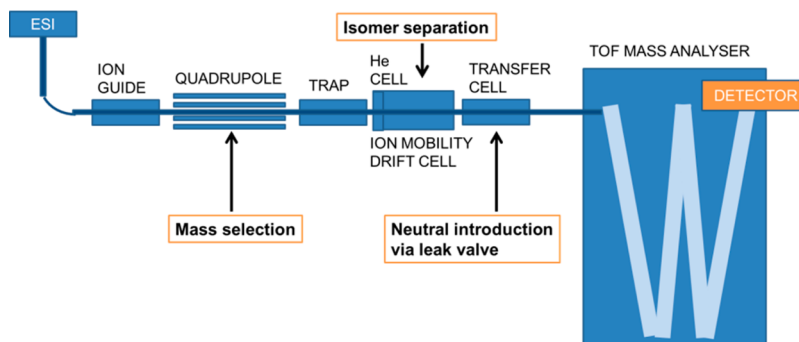 ESI
ION
GUIDE
QUADRUPOLE
TRAP
Isomer separation
He
CELL
ION MOBILITY
DRIFT CELL
TRANSFER
CELL
TOF MASS ANALYSER
DETECTOR
Mass selection
Neutral introduction
via leak valve